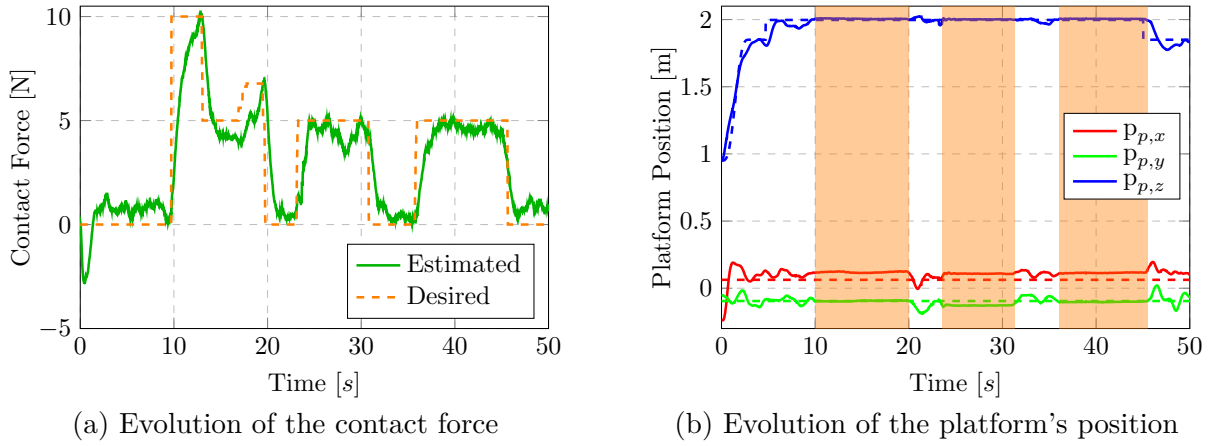 10
5
0
−5
Contact Force [N]
0 10 20 30 40 50
Time [s]
Estimated
Desired
(a) Evolution of the contact force
2
1.5
1
0.5
0
Platform Position [m]
0 10 20 30 40 50
Time [s]
p_{p,x}
p_{p,y}
p_{p,z}
(b) Evolution of the platform's position